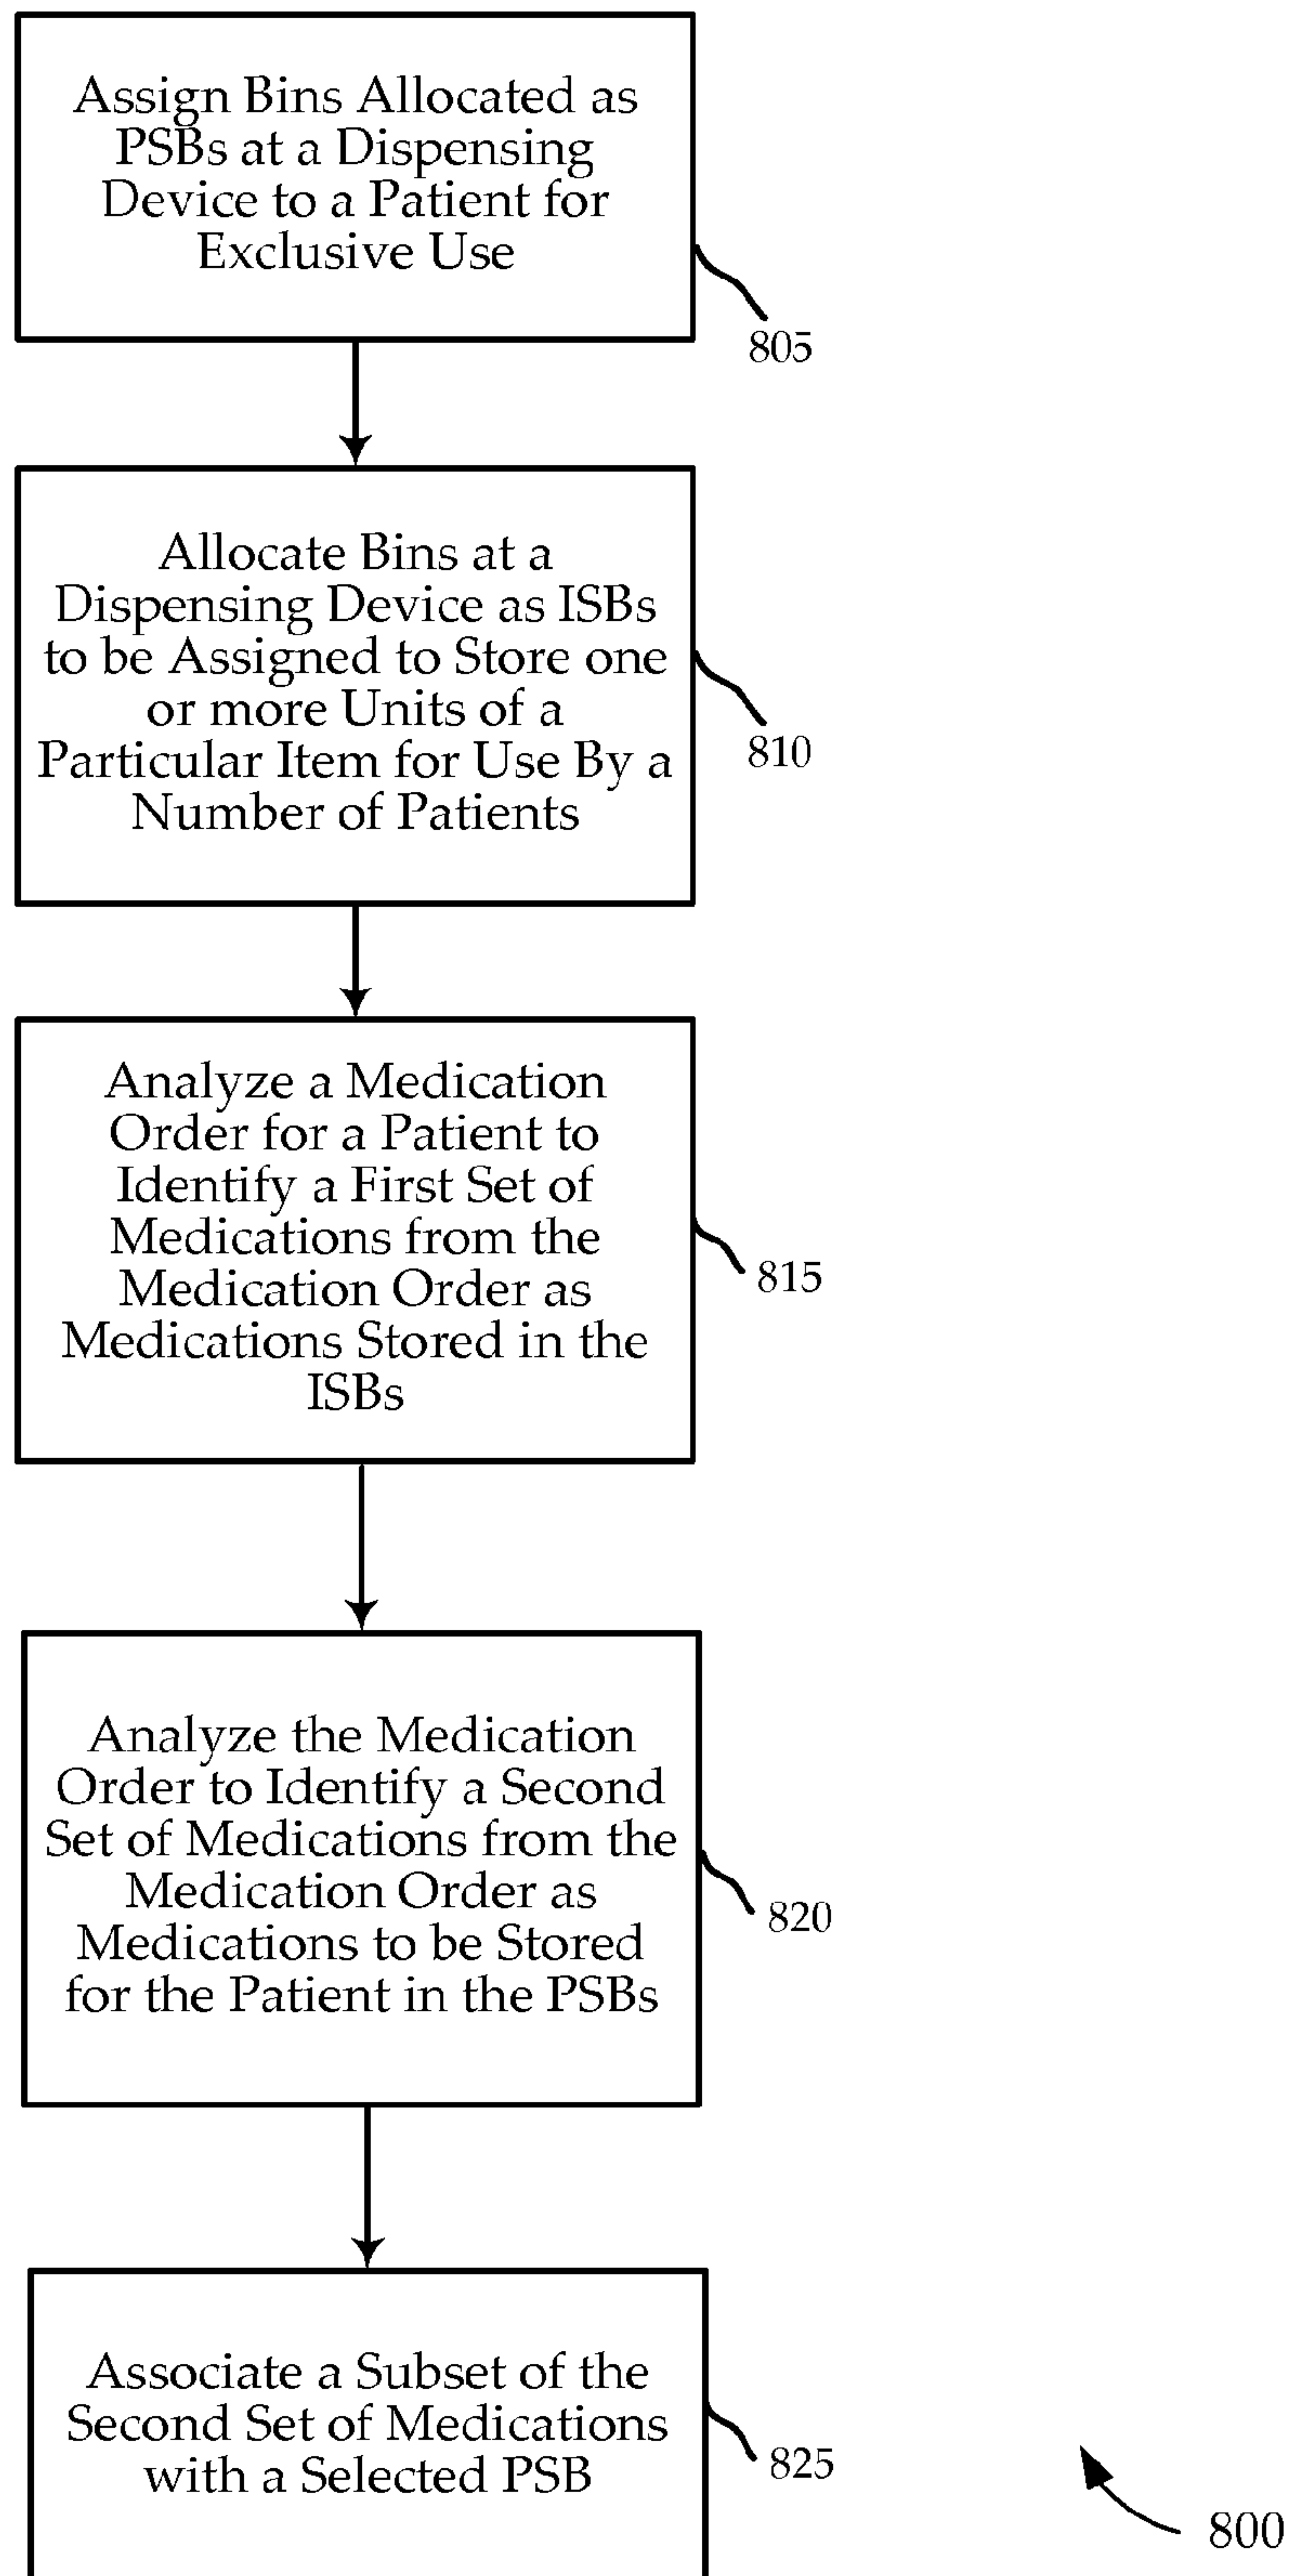 Assign Bins Allocated as
PSBs at a Dispensing
Device to a Patient for
Exclusive Use
805
Allocate Bins at a
Dispensing Device as ISBs
to be Assigned to Store one
or more Units of a
Particular Item for Use By a
Number of Patients
810
Analyze a Medication
Order for a Patient to
Identify a First Set of
Medications from the
Medication Order as
Medications Stored in the
ISBs
815
Analyze the Medication
Order to Identify a Second
Set of Medications from the
Medication Order as
Medications to be Stored
for the Patient in the PSBs
820
Associate a Subset of the
Second Set of Medications
with a Selected PSB
825
800